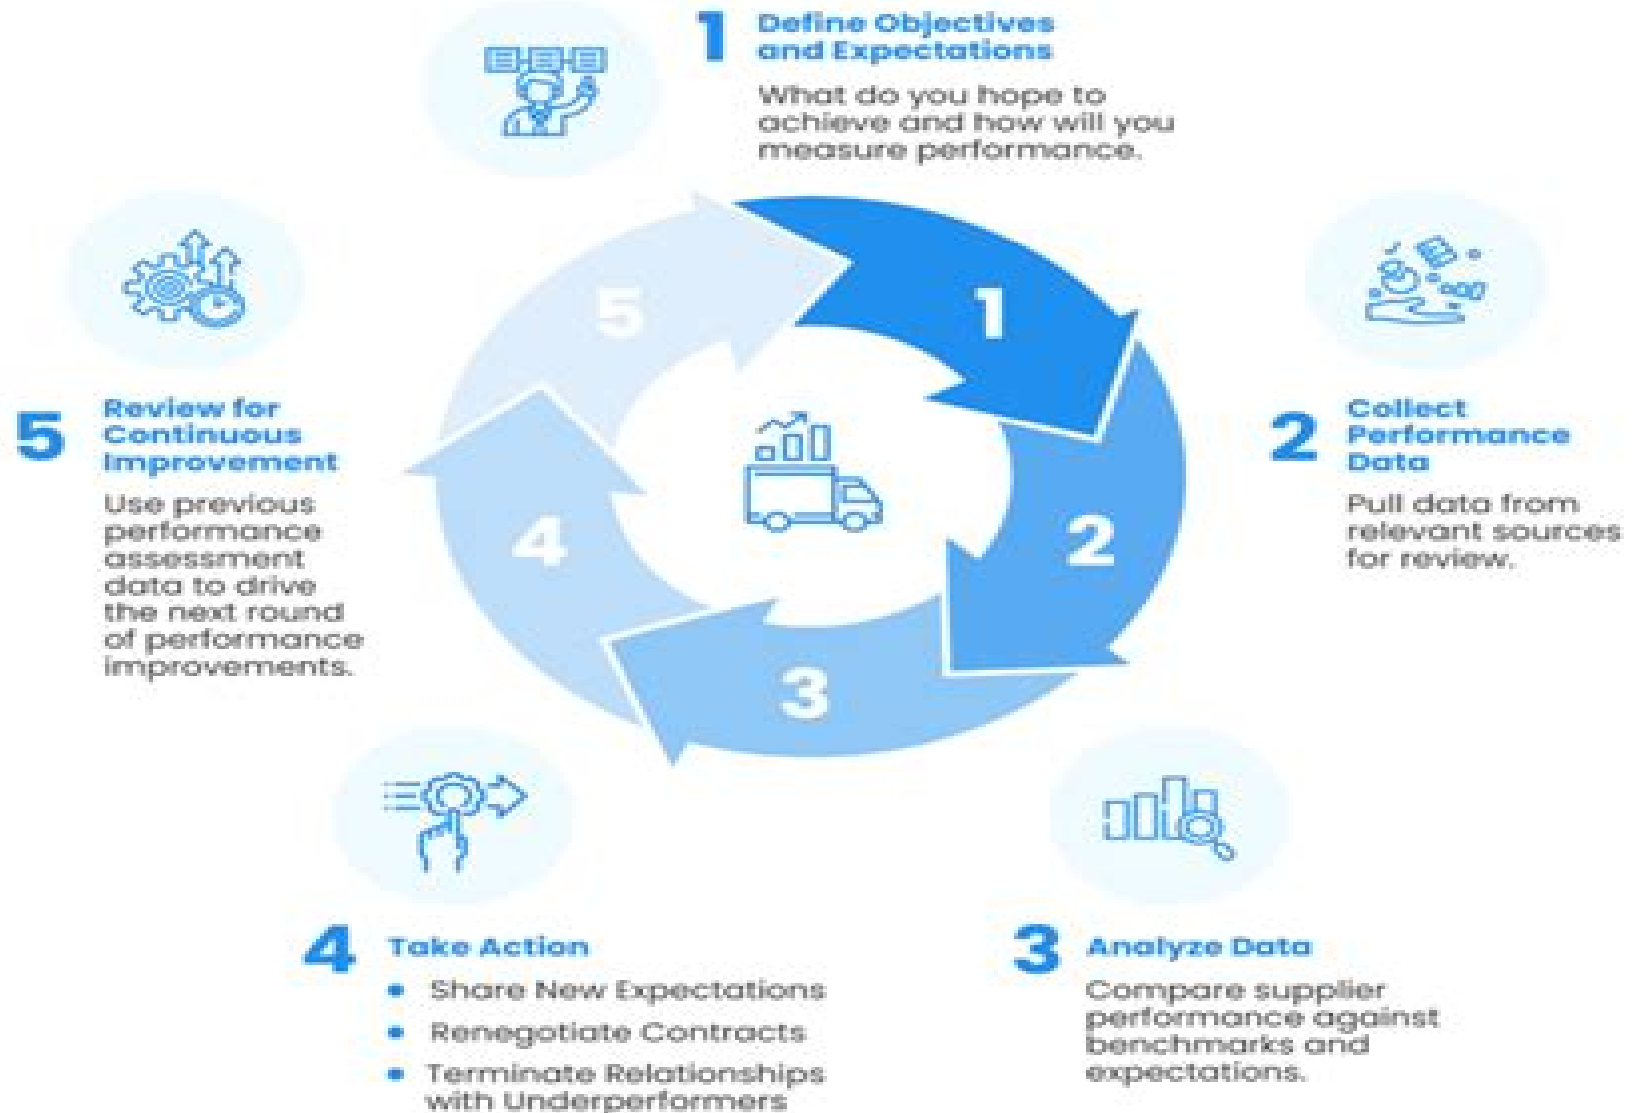 1
Define Objectives
and Expectations
What do you hope to
achieve and how will you
measure performance.
2
Collect
Performance
Data
Pull data from
relevant sources
for review.
3
Analyze Data
Compare supplier
performance against
benchmarks and
expectations.
4
Take Action
Share New Expectations
Renegotiate Contracts
Terminate Relationships
with Underperformers
5
Review for
Continuous
Improvement
Use previous
performance
assessment
data to drive
the next round
of performance
improvements.
1
2
3
4
5